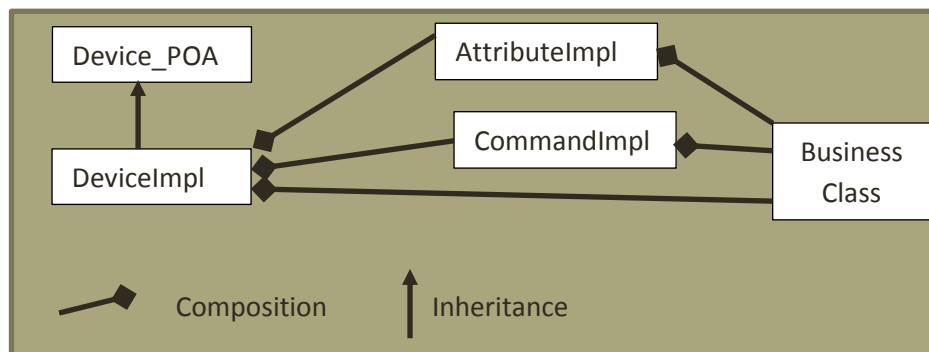 Device_POA
AttributeImpl
CommandImpl
DeviceImpl
Business
Class
Composition
Inheritance